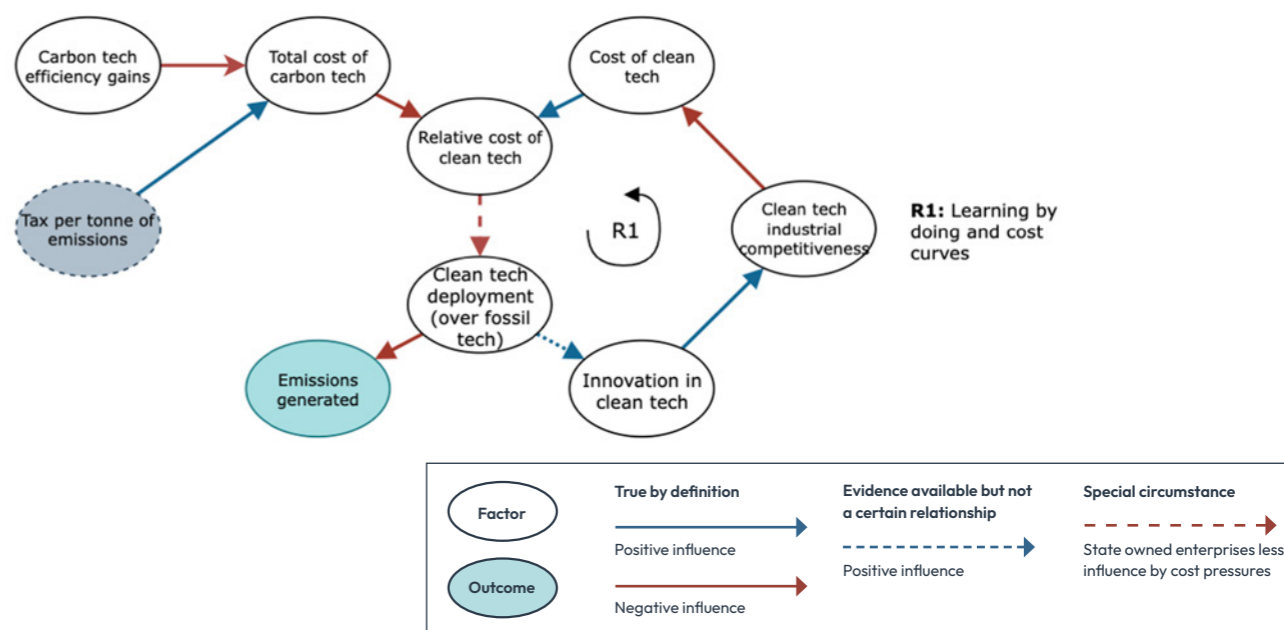 Carbon tech
efficiency gains
Total cost of
carbon tech
Cost of clean
tech
Relative cost of
clean tech
Tax per tonne of
emissions
R1
Clean tech
industrial
competitiveness
R1: Learning by
doing and cost
curves
Clean tech
deployment
(over fossil
tech)
Emissions
generated
Innovation in
clean tech
Factor
Outcome
True by definition
Positive influence
Negative influence
Evidence available but not
a certain relationship
Positive influence
Special circumstance
State owned enterprises less
influence by cost pressures